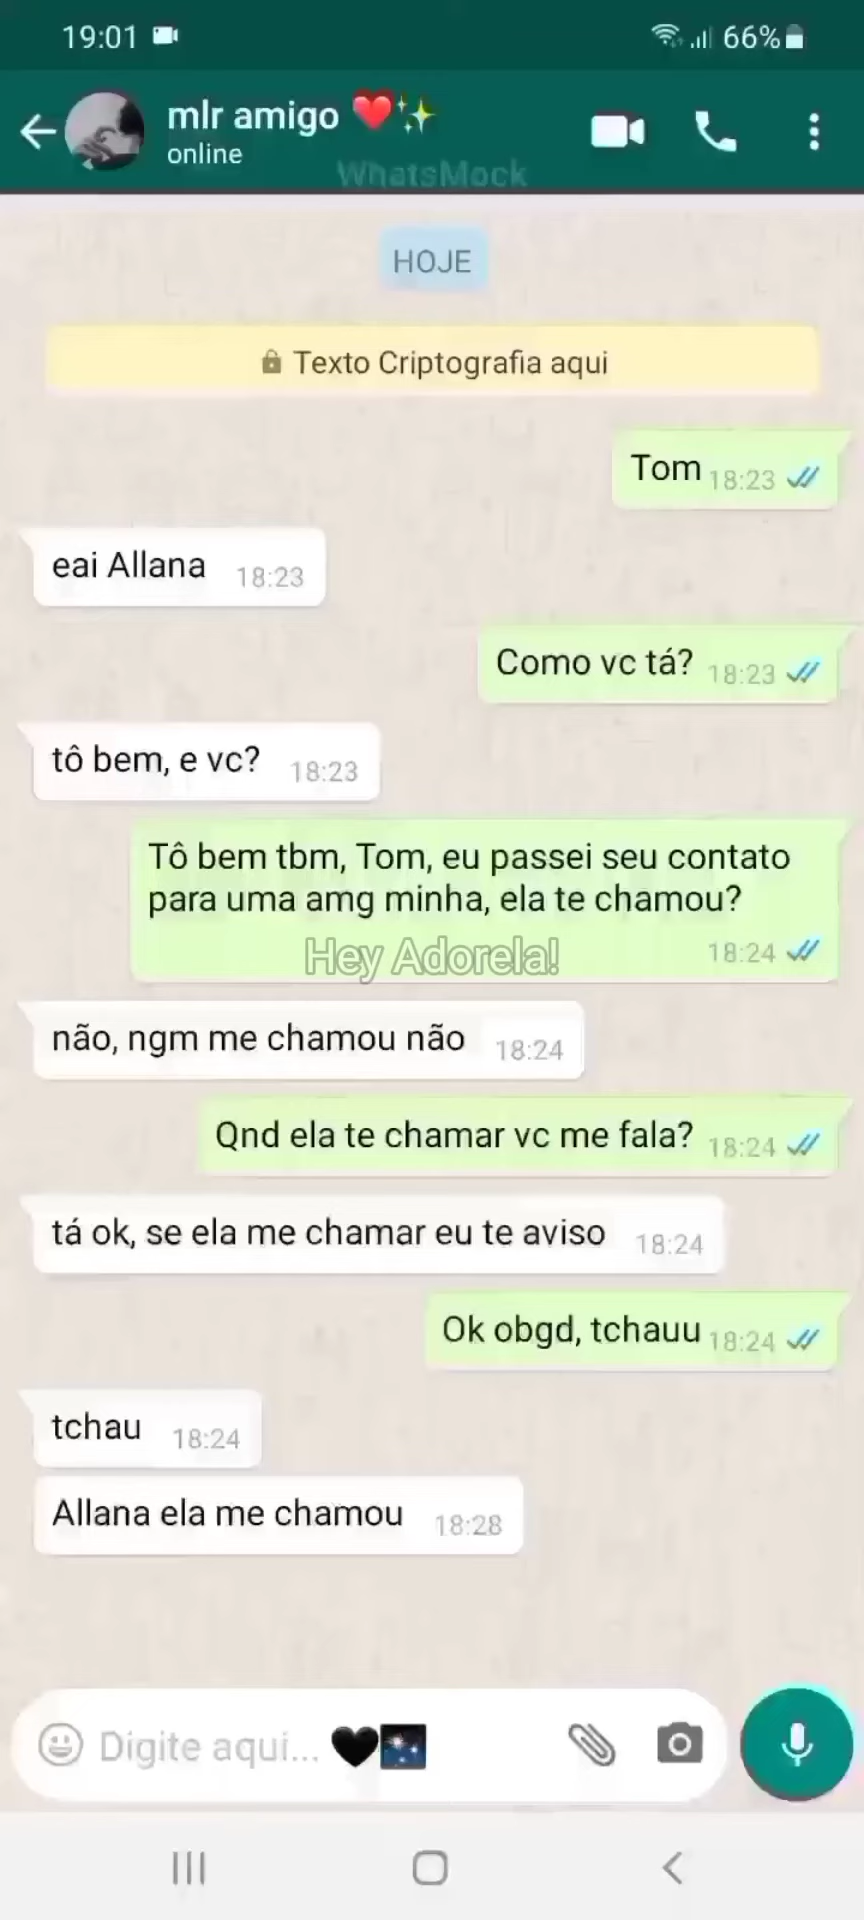 19:01
66%
mlr amigo ❤️✨
online
WhatsMock
HOJE
Texto Criptografia aqui
Tom 18:23
eai Allana 18:23
Como vc tá? 18:23
tô bem, e vc? 18:23
Tô bem tbm, Tom, eu passei seu contato
para uma amg minha, ela te chamou?
18:24
Hey Adorela!
não, ngm me chamou não 18:24
Qnd ela te chamar vc me fala? 18:24
tá ok, se ela me chamar eu te aviso 18:24
Ok obgd, tchauu 18:24
tchau 18:24
Allana ela me chamou 18:28
Digite aqui... 🖤🎇